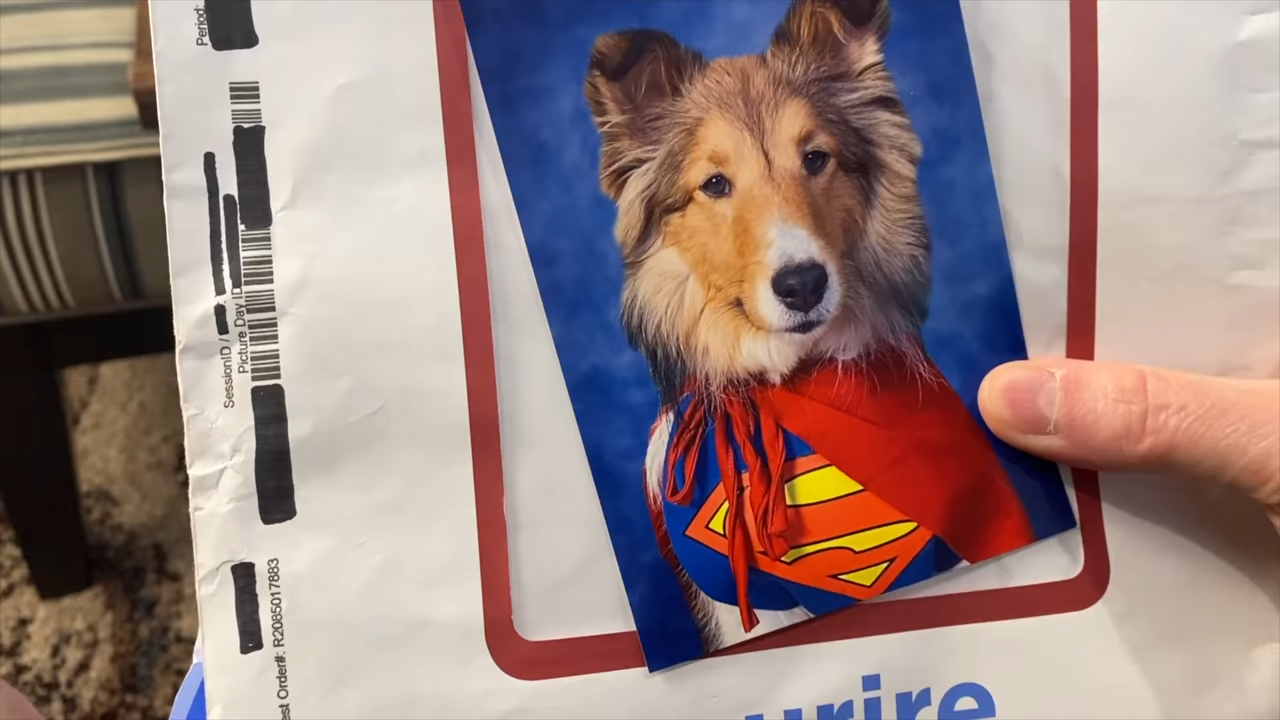 Period:
SessionID /
Picture Day ID
est Order#: R2085017883
urire